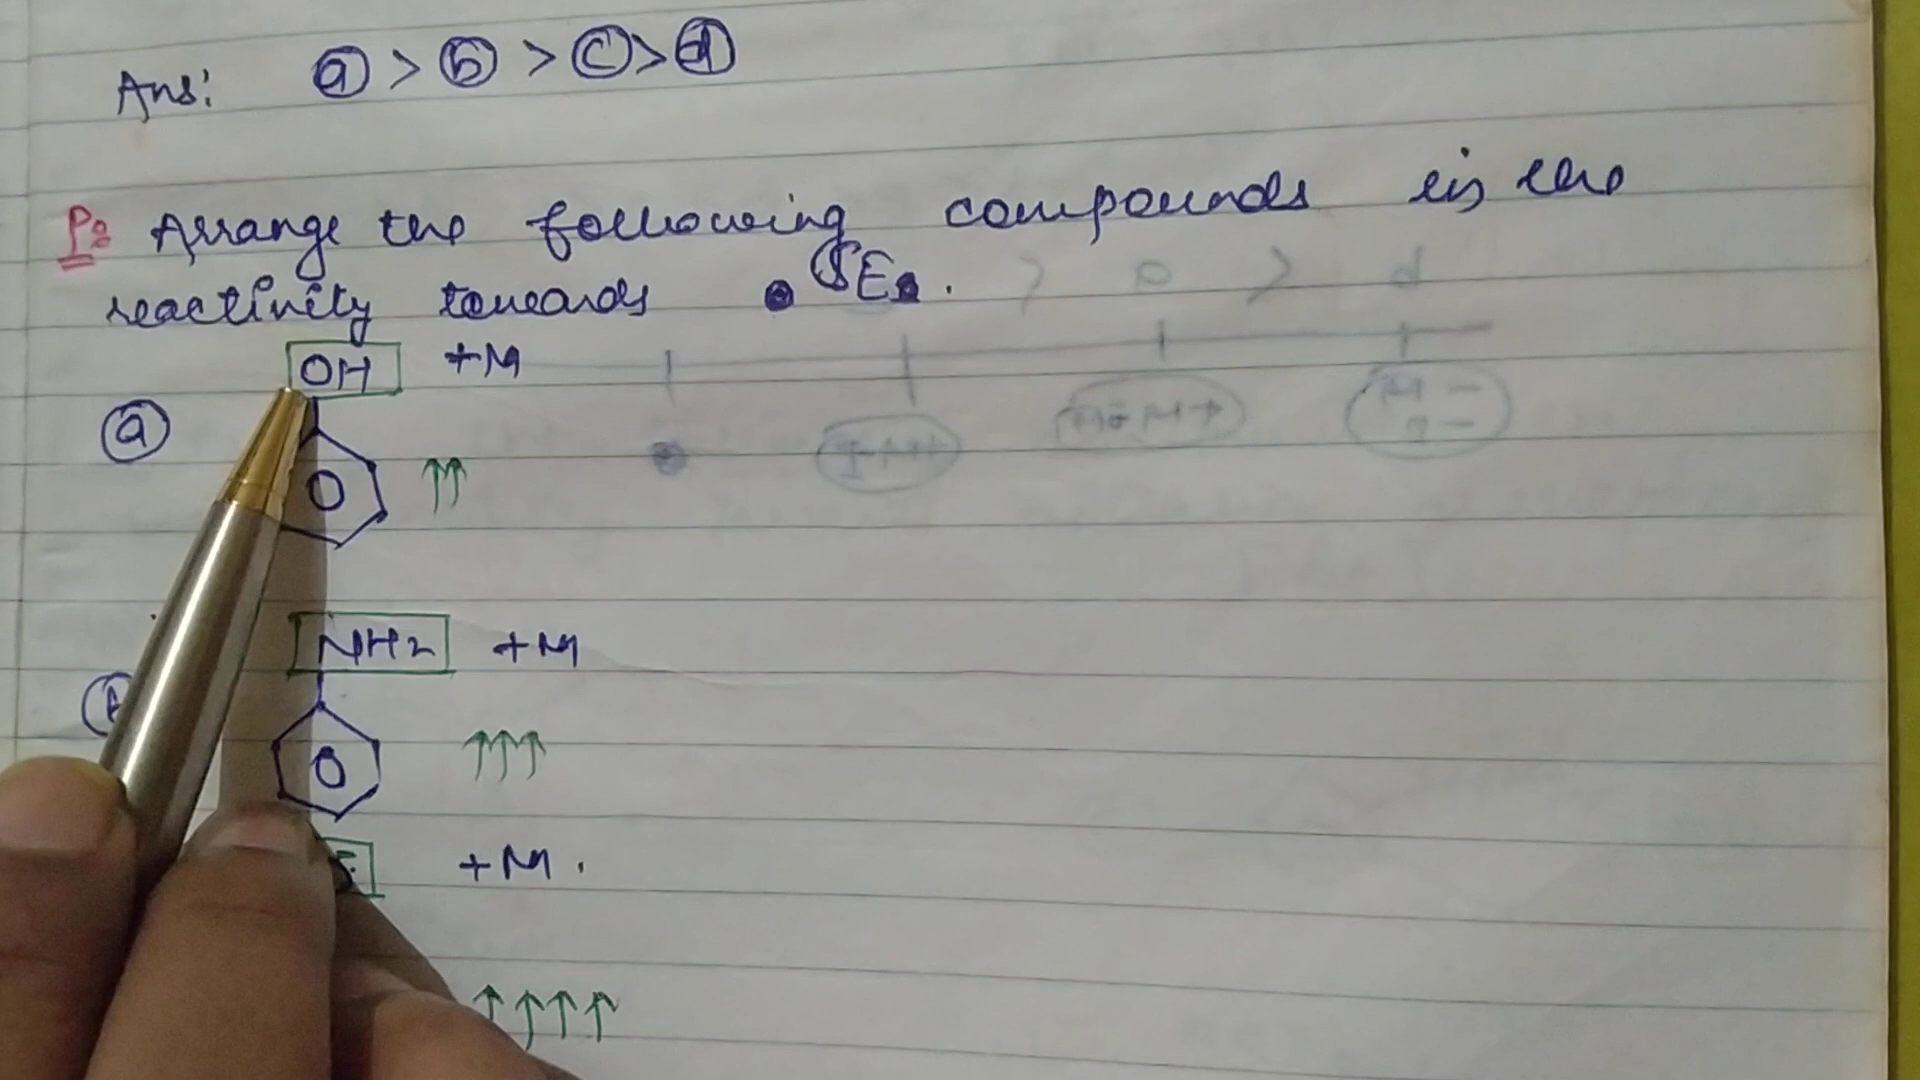 Ans: a > b > c > d
P: Arrange the following compounds in the
reactivity towards SE.
OH +M
a
↑↑
NH2 +M
↑↑↑
+M.
↑↑↑↑